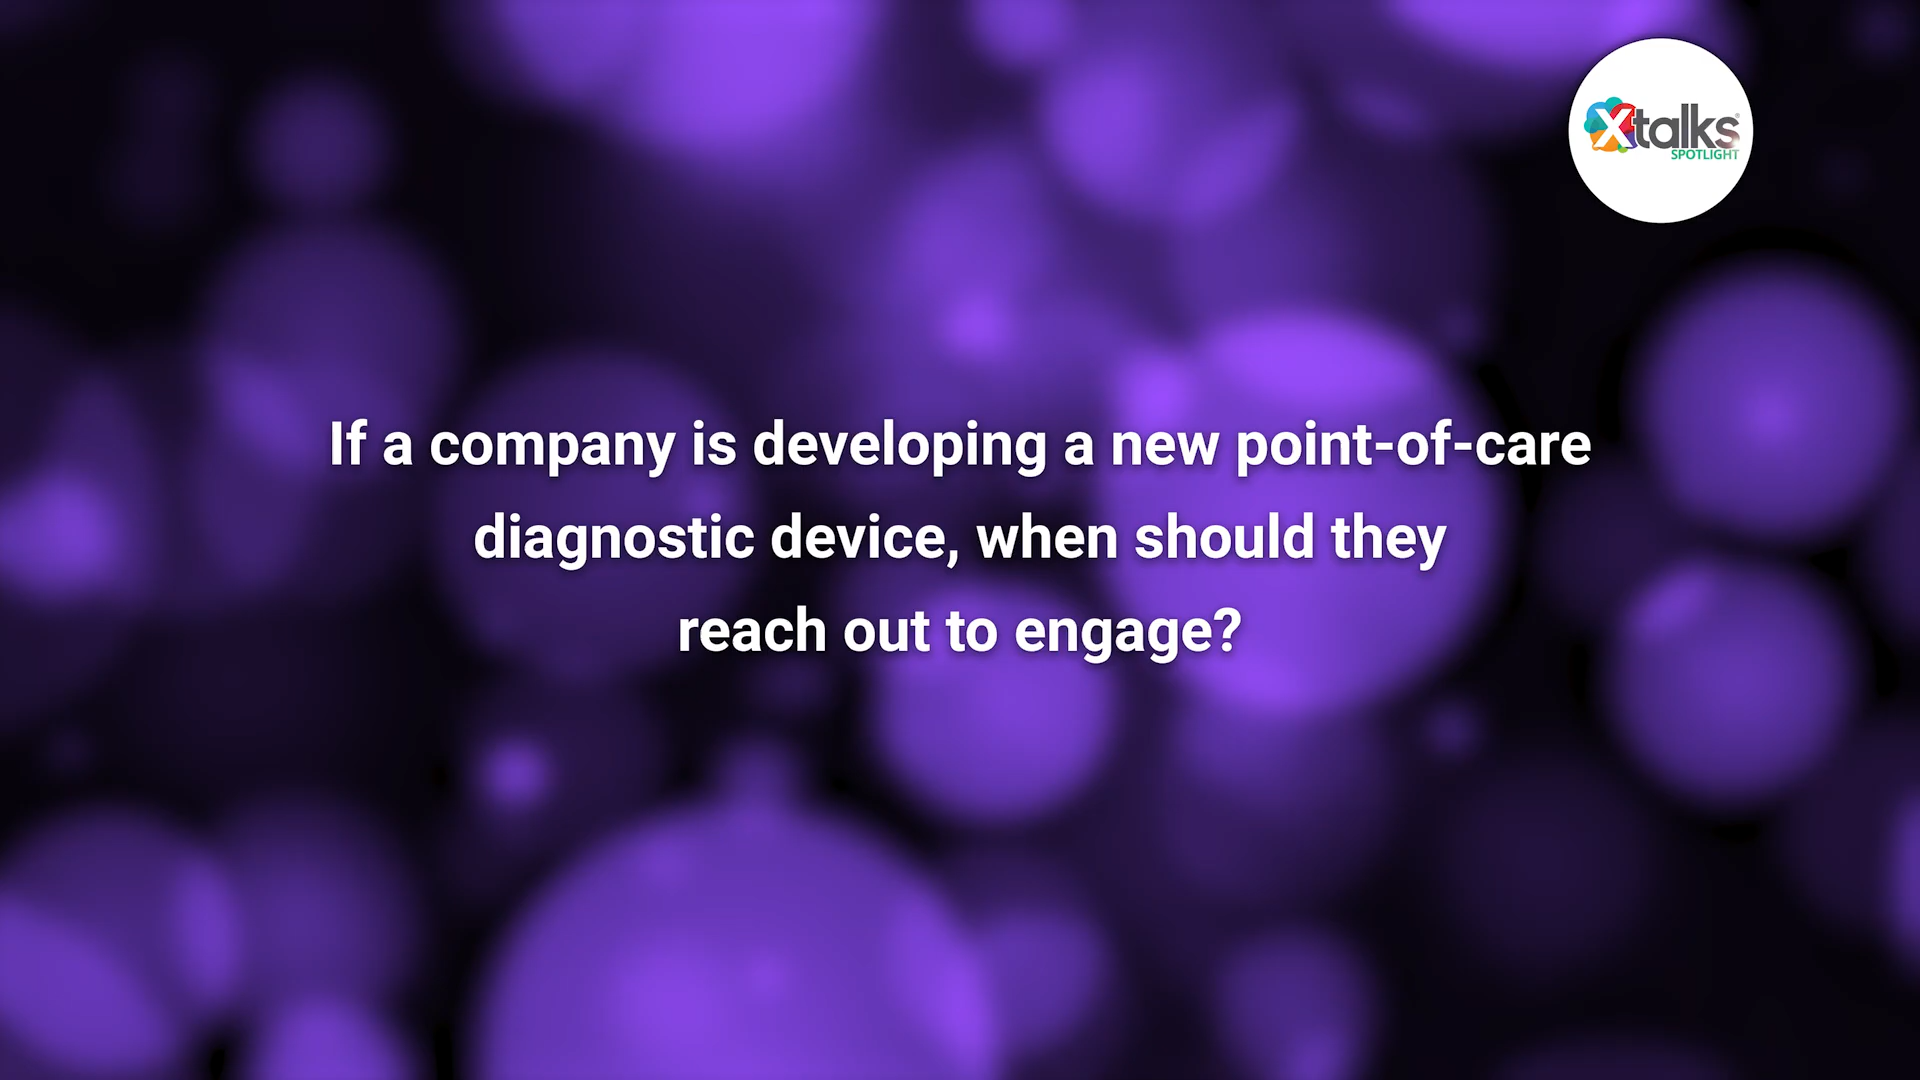 Xtalks
SPOTLIGHT
If a company is developing a new point-of-care
diagnostic device, when should they
reach out to engage?